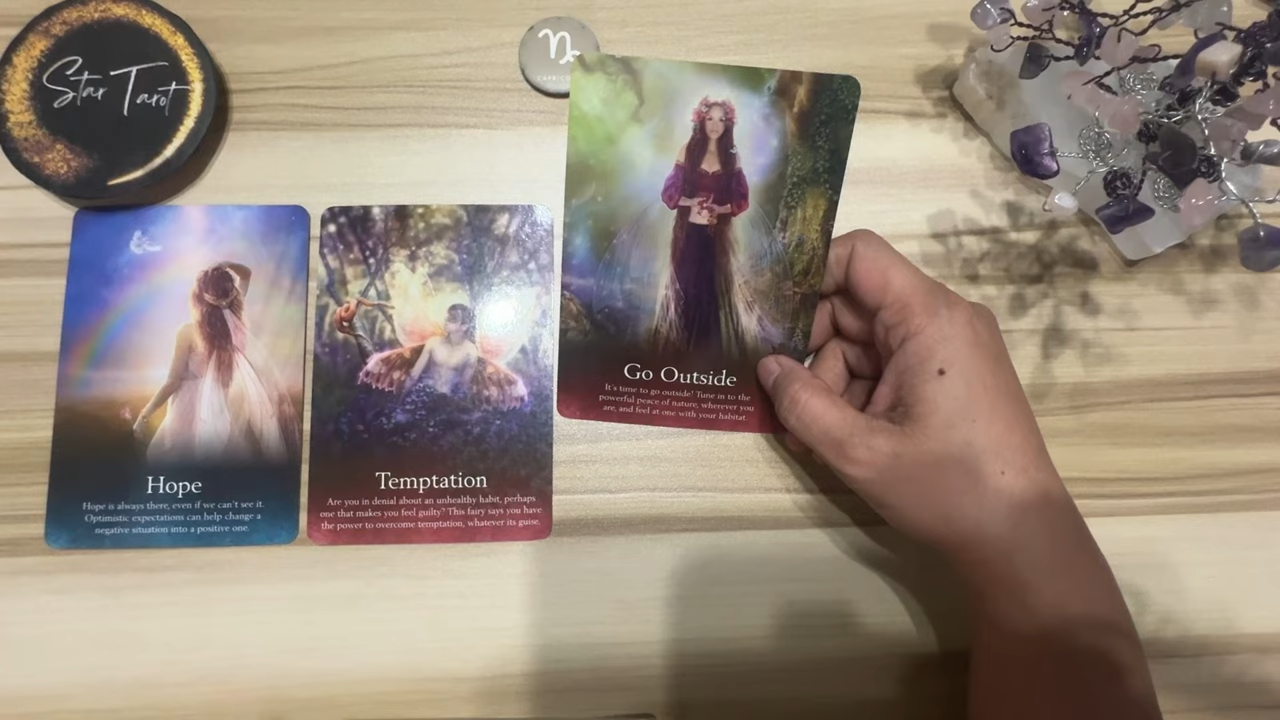 Star Tarot
Hope
Hope is always there, even if we can't see it.
Optimistic expectations can help change a
negative situation into a positive one.
Temptation
Are you in denial about an unhealthy habit, perhaps
one that makes you feel guilty? This fairy says you have
the power to overcome temptation, whatever its guise.
Go Outside
It's time to go outside! Tune in to the
powerful peace of nature, wherever you
are, and feel at one with your habitat.